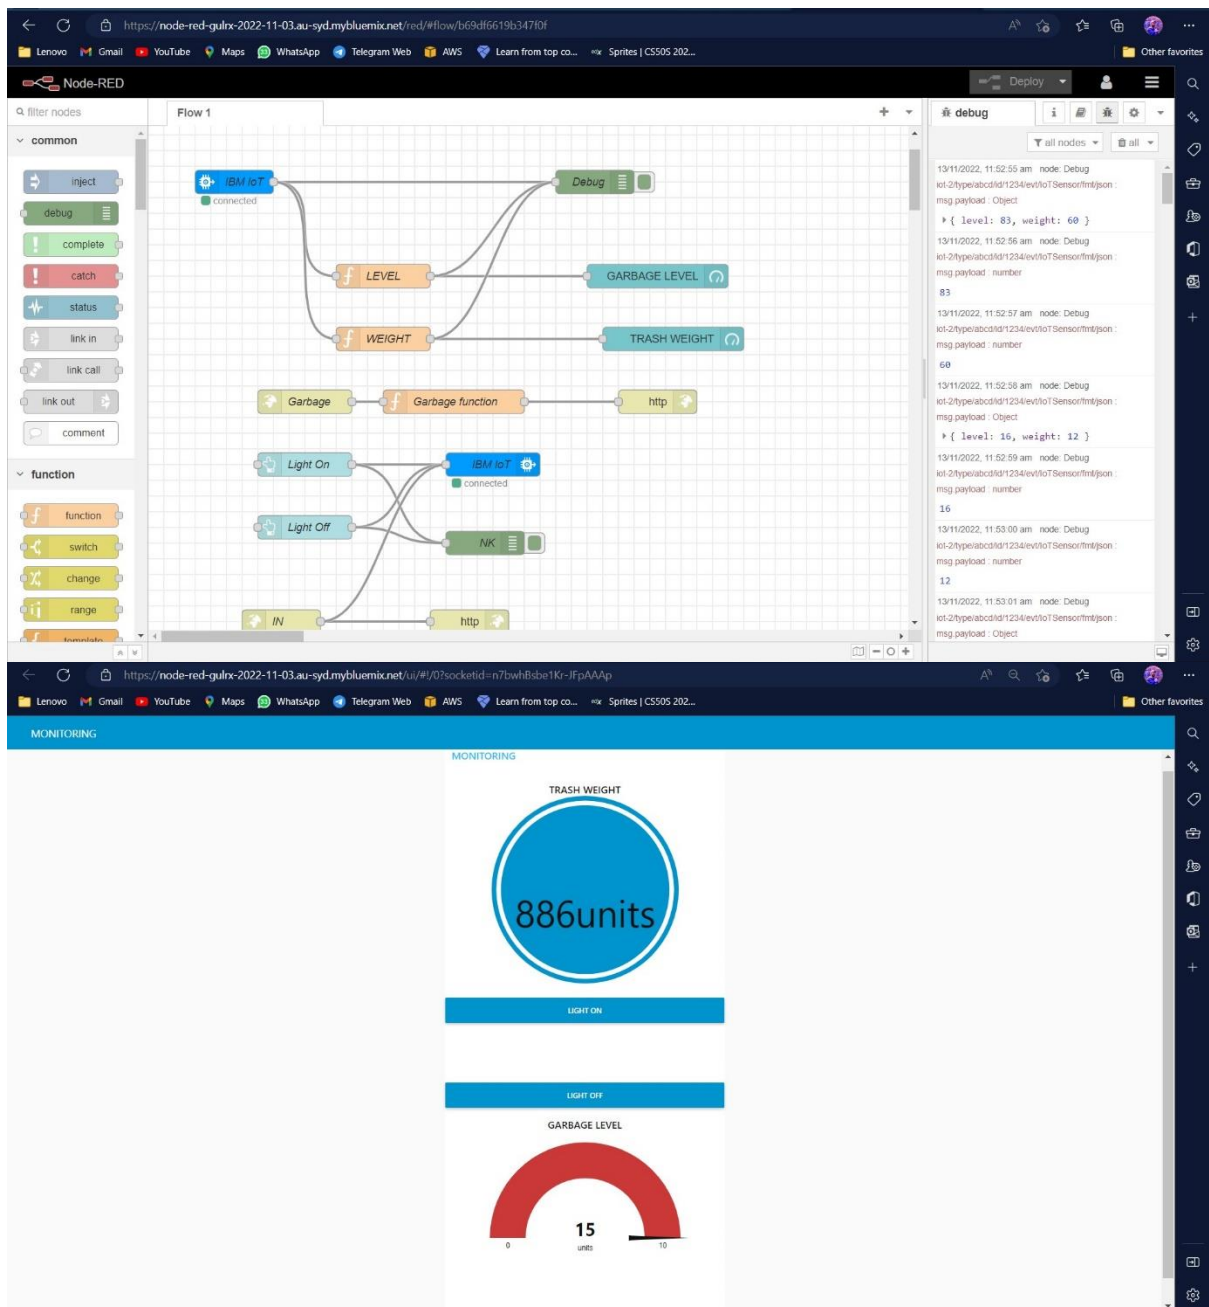 https://node-red-gulrx-2022-11-03.au-syd.mybluemix.net/red/#flow/b69df6619b347f0f
Lenovo Gmail YouTube Maps WhatsApp Telegram Web AWS Learn from top co... Sprites | CS50S 202... Other favorites
Node-RED Deploy
filter nodes Flow 1 debug
all nodes all
common
inject
debug
complete
catch
status
link in
link call
link out
comment
function
function
switch
change
range
template
IBM IoT
connected
Debug
LEVEL
GARBAGE LEVEL
WEIGHT
TRASH WEIGHT
Garbage
Garbage function
http
Light On
IBM IoT
connected
Light Off
NK
IN
http
13/11/2022, 11:52:55 am node: Debug
iot-2/type/abcd/id/1234/evt/IoTSensor/fmt/json :
msg.payload : Object
{ level: 83, weight: 60 }
13/11/2022, 11:52:56 am node: Debug
iot-2/type/abcd/id/1234/evt/IoTSensor/fmt/json :
msg.payload : number
83
13/11/2022, 11:52:57 am node: Debug
iot-2/type/abcd/id/1234/evt/IoTSensor/fmt/json :
msg.payload : number
60
13/11/2022, 11:52:58 am node: Debug
iot-2/type/abcd/id/1234/evt/IoTSensor/fmt/json :
msg.payload : Object
{ level: 16, weight: 12 }
13/11/2022, 11:52:59 am node: Debug
iot-2/type/abcd/id/1234/evt/IoTSensor/fmt/json :
msg.payload : number
16
13/11/2022, 11:53:00 am node: Debug
iot-2/type/abcd/id/1234/evt/IoTSensor/fmt/json :
msg.payload : number
12
13/11/2022, 11:53:01 am node: Debug
iot-2/type/abcd/id/1234/evt/IoTSensor/fmt/json :
msg.payload : Object
https://node-red-gulrx-2022-11-03.au-syd.mybluemix.net/ui/#!/0?socketid=n7bwhBsbe1Kr-JFpAAAp
Lenovo Gmail YouTube Maps WhatsApp Telegram Web AWS Learn from top co... Sprites | CS50S 202... Other favorites
MONITORING
MONITORING
TRASH WEIGHT
886units
LIGHT ON
LIGHT OFF
GARBAGE LEVEL
15
units
0 10